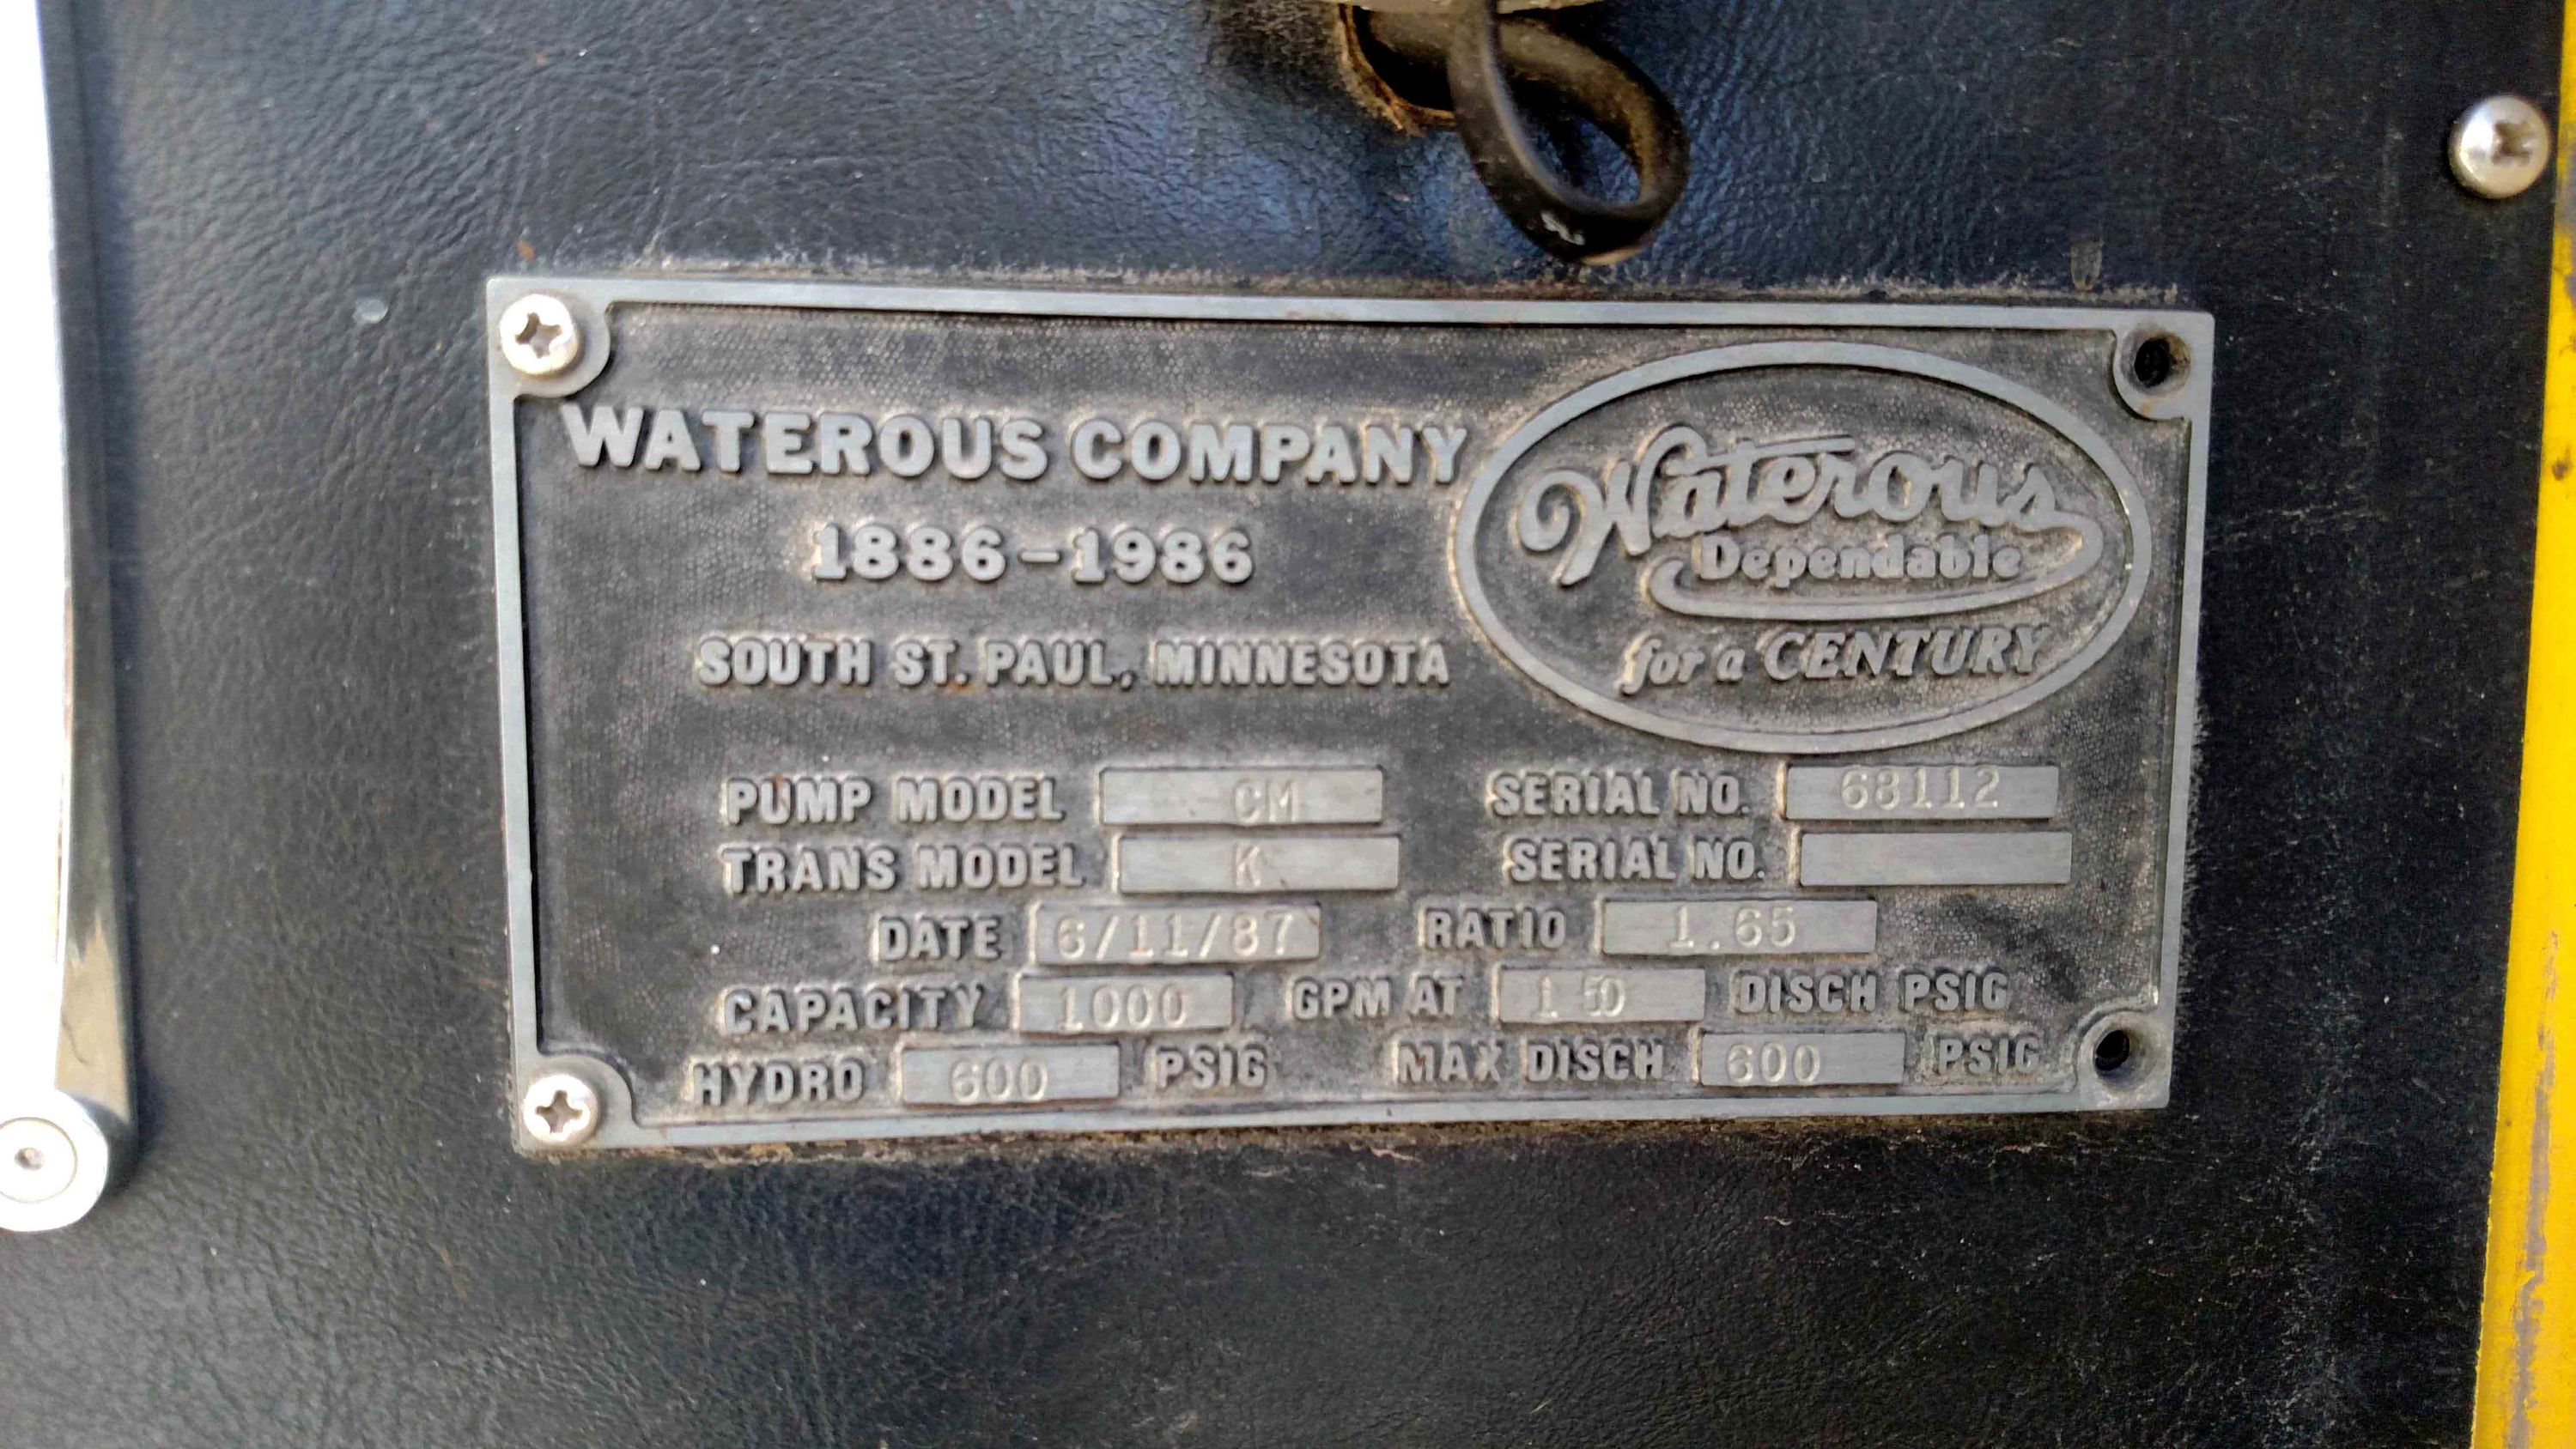 WATEROUS COMPANY
1886-1986
SOUTH ST. PAUL, MINNESOTA
Waterous
Dependable
for a CENTURY
PUMP MODEL CM SERIAL NO. 68112
TRANS MODEL K SERIAL NO.
DATE 6/11/87 RATIO 1.65
CAPACITY 1000 GPM AT 150 DISCH PSIG
HYDRO 600 PSIG MAX DISCH 600 PSIG